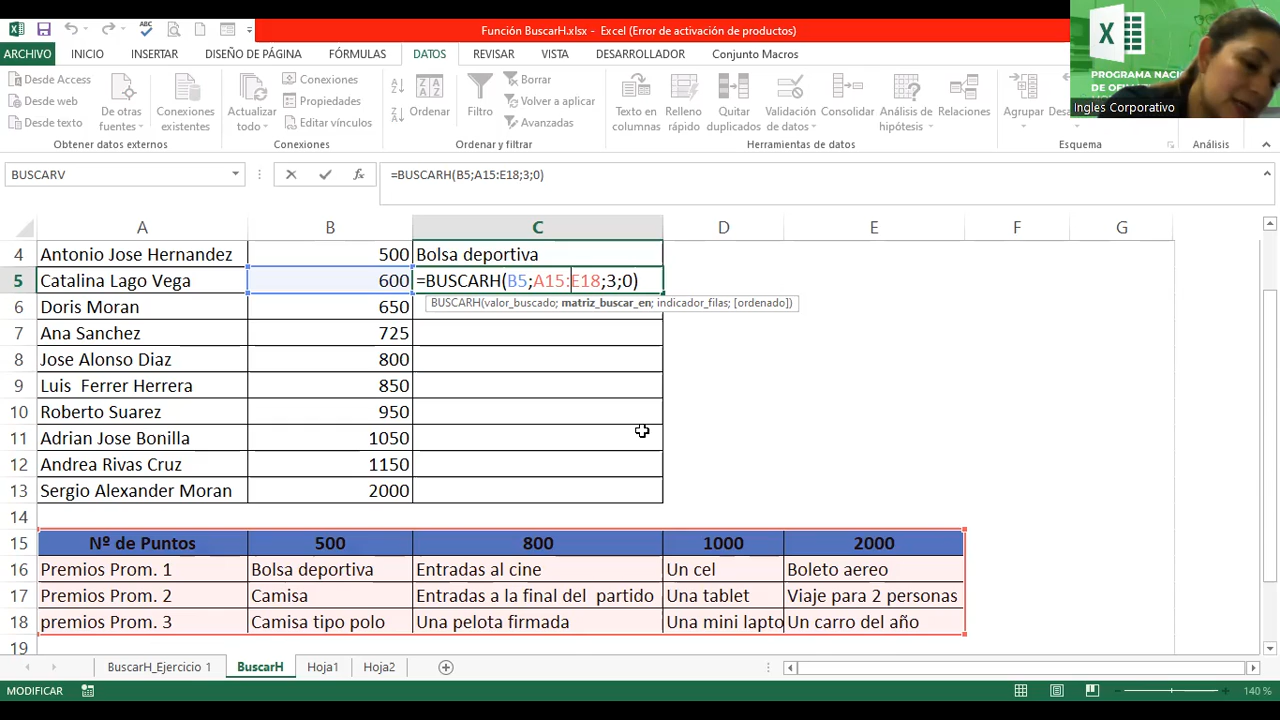 Función BuscarH.xlsx - Excel (Error de activación de productos)
ARCHIVO INICIO INSERTAR DISEÑO DE PÁGINA FÓRMULAS DATOS REVISAR VISTA DESARROLLADOR Conjunto Macros
Desde Access
Desde web
Desde texto
De otras fuentes
Conexiones existentes
Obtener datos externos
Actualizar todo
Conexiones
Propiedades
Editar vínculos
Conexiones
Ordenar
Filtro
Borrar
Volver a aplicar
Avanzadas
Ordenar y filtrar
Texto en columnas
Relleno rápido
Quitar duplicados
Validación de datos
Consolidar
Análisis de hipótesis
Relaciones
Herramientas de datos
Agrupar
Esquema
Análisis
PROGRAMA NACI
DE OFI
Ingles Corporativo
BUSCARV
=BUSCARH(B5;A15:E18;3;0)
A B C D E F G
4 Antonio Jose Hernandez 500 Bolsa deportiva
5 Catalina Lago Vega 600 =BUSCARH(B5;A15:E18;3;0)
BUSCARH(valor_buscado; matriz_buscar_en; indicador_filas; [ordenado])
6 Doris Moran 650
7 Ana Sanchez 725
8 Jose Alonso Diaz 800
9 Luis Ferrer Herrera 850
10 Roberto Suarez 950
11 Adrian Jose Bonilla 1050
12 Andrea Rivas Cruz 1150
13 Sergio Alexander Moran 2000
14
15 Nº de Puntos 500 800 1000 2000
16 Premios Prom. 1 Bolsa deportiva Entradas al cine Un cel Boleto aereo
17 Premios Prom. 2 Camisa Entradas a la final del partido Una tablet Viaje para 2 personas
18 premios Prom. 3 Camisa tipo polo Una pelota firmada Una mini lapto Un carro del año
19
BuscarH_Ejercicio 1 BuscarH Hoja1 Hoja2
MODIFICAR
140 %